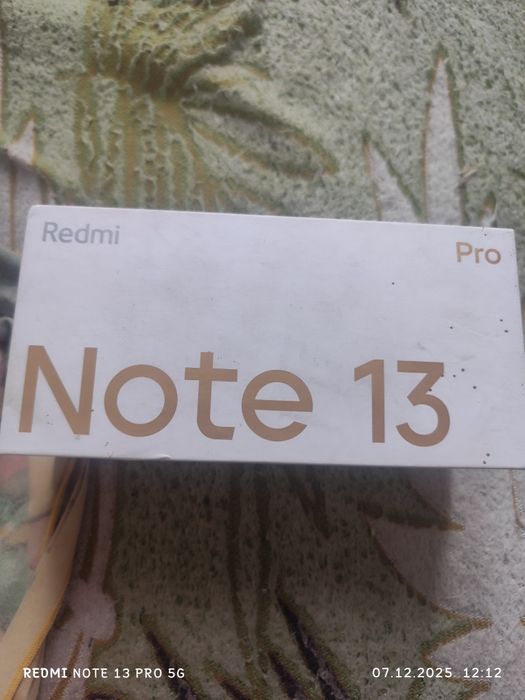 Redmi
Pro
Note 13
REDMI NOTE 13 PRO 5G
07.12.2025 12:12